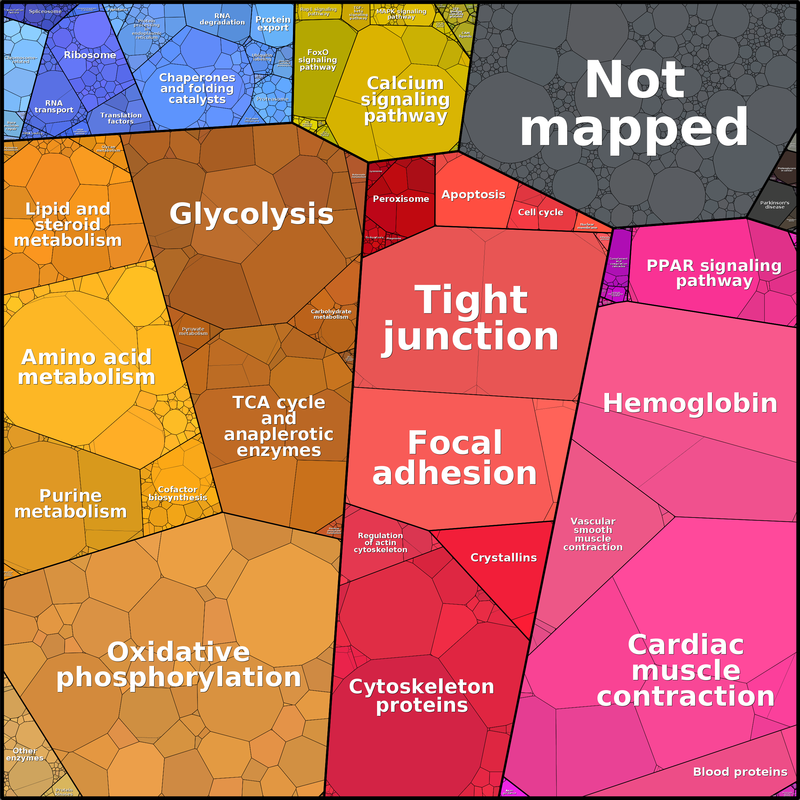 Spliceosome
Ribosome
RNA
transport
Translation
factors
RNA
degradation
Protein
export
Chaperones
and folding
catalysts
Proteasome
FoxO
signaling
pathway
MAPK signaling
pathway
Calcium
signaling
pathway
Not
mapped
Parkinson's
disease
Lipid and
steroid
metabolism
Glycolysis
Carbohydrate
metabolism
Pyruvate
metabolism
Amino acid
metabolism
TCA cycle
and
anaplerotic
enzymes
Purine
metabolism
Cofactor
biosynthesis
Oxidative
phosphorylation
Other
enzymes
Peroxisome
Apoptosis
Cell cycle
Tight
junction
Focal
adhesion
Regulation
of actin
cytoskeleton
Crystallins
Cytoskeleton
proteins
PPAR signaling
pathway
Hemoglobin
Vascular
smooth
muscle
contraction
Cardiac
muscle
contraction
Blood proteins